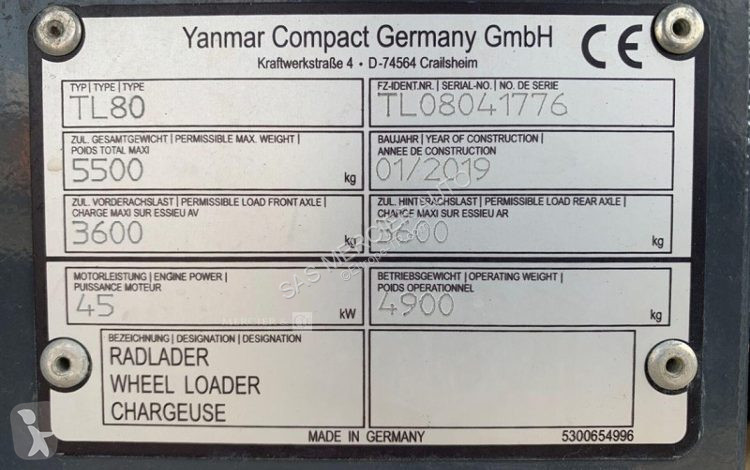 Yanmar Compact Germany GmbH
Kraftwerkstraße 4 · D-74564 Crailsheim
CE
TYP | TYPE | TYPE
TL80
FZ-IDENT.NR. | SERIAL-NO. | NO. DE SERIE
TL08041776
ZUL. GESAMTGEWICHT | PERMISSIBLE MAX. WEIGHT |
POIDS TOTAL MAXI
5500
kg
BAUJAHR | YEAR OF CONSTRUCTION |
ANNEE DE CONSTRUCTION
01/2019
ZUL. VORDERACHSLAST | PERMISSIBLE LOAD FRONT AXLE |
CHARGE MAXI SUR ESSIEU AV
3600
kg
ZUL. HINTERACHSLAST | PERMISSIBLE LOAD REAR AXLE |
CHARGE MAXI SUR ESSIEU AR
3600
kg
MOTORLEISTUNG | ENGINE POWER |
PUISSANCE MOTEUR
45
kW
BETRIEBSGEWICHT | OPERATING WEIGHT |
POIDS OPERATIONNEL
4900
kg
BEZEICHNUNG | DESIGNATION | DESIGNATION
RADLADER
WHEEL LOADER
CHARGEUSE
MADE IN GERMANY
5300654996
SAS MERCIER AUTO